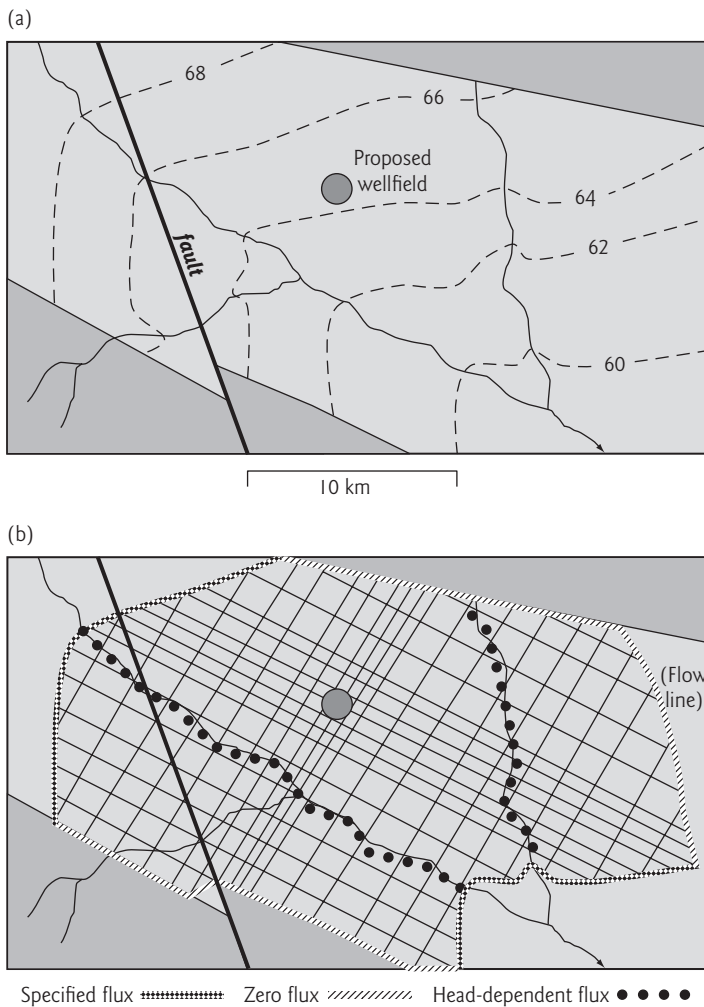 (a)
68
66
Proposed
wellfield
64
fault
62
60
10 km
(b)
(Flow
line)
Specified flux Zero flux Head-dependent flux